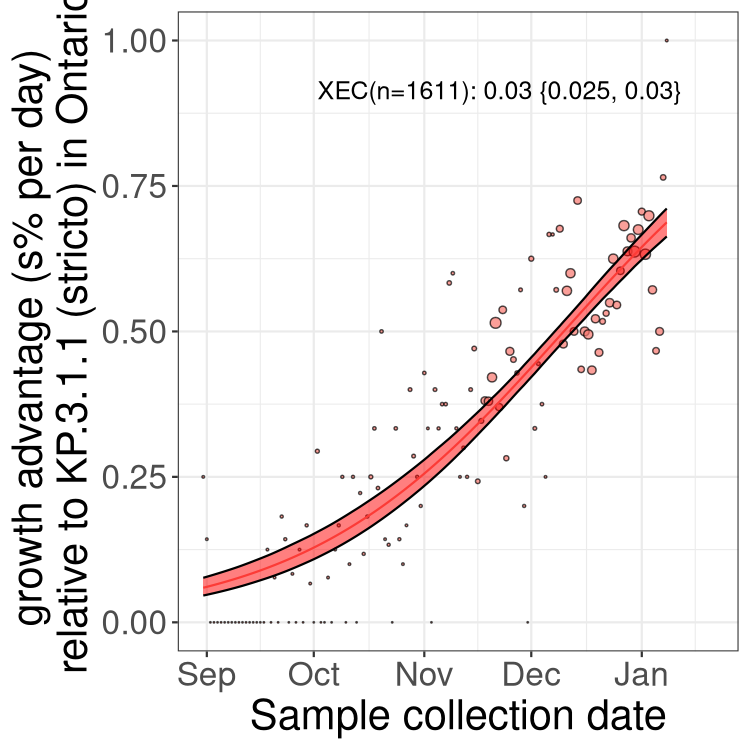 growth advantage (s% per day)
relative to KP.3.1.1 (stricto) in Ontario
1.00
0.75
0.50
0.25
0.00
XEC(n=1611): 0.03 {0.025, 0.03}
Sep Oct Nov Dec Jan
Sample collection date